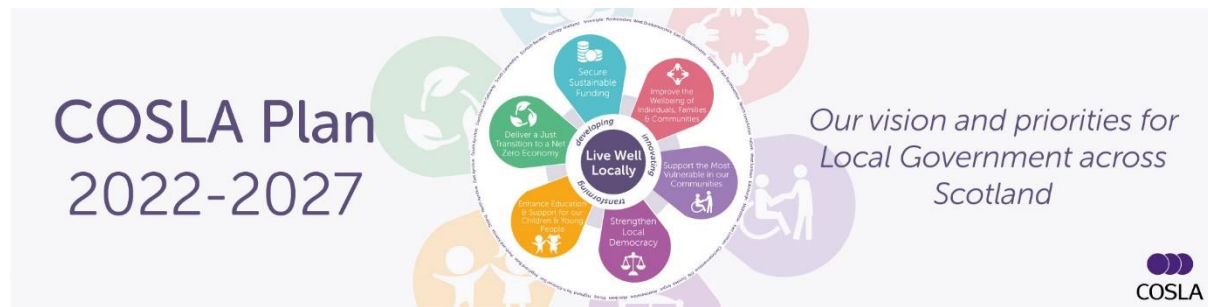 COSLA Plan
2022-2027
Secure
Sustainable
Funding
Improve the
Wellbeing of
Individuals, Families
& Communities
Support the Most
Vulnerable in our
Communities
Strengthen
Local
Democracy
Enhance Education
& Support for our
Children & Young
People
Deliver a Just
Transition to a Net
Zero Economy
developing
innovating
transforming
Live Well
Locally
Our vision and priorities for
Local Government across
Scotland
COSLA